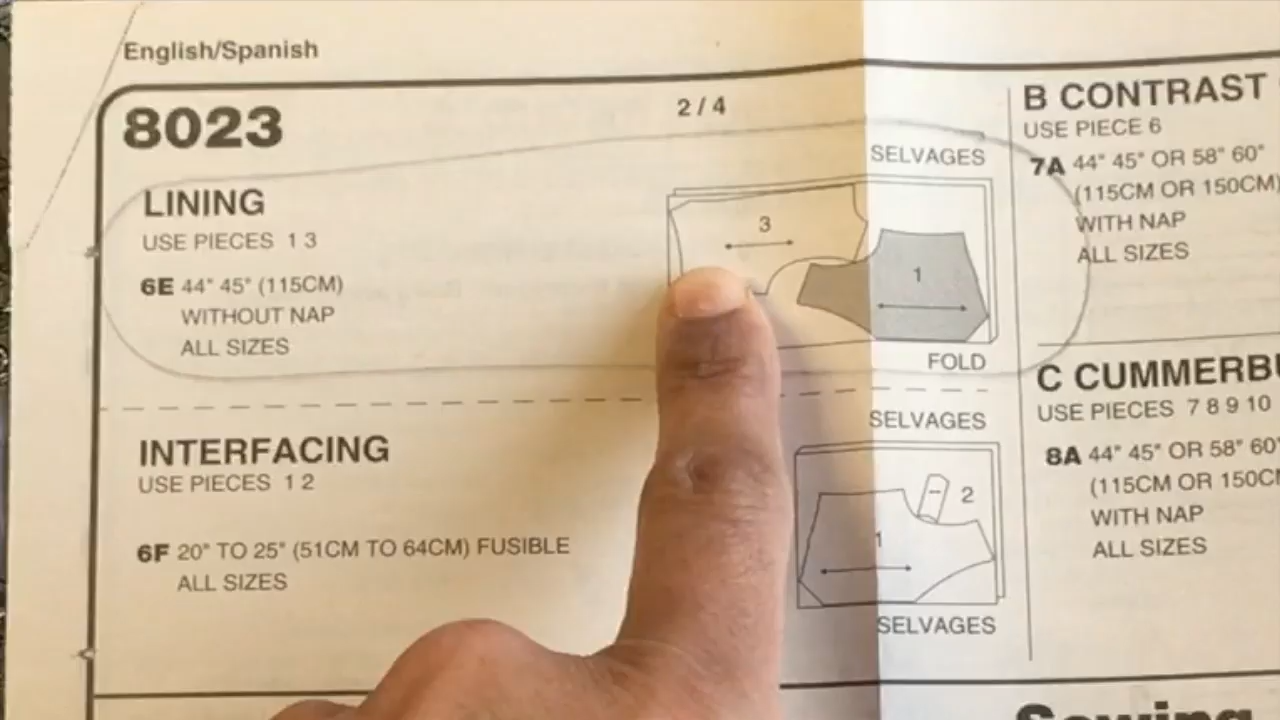 English/Spanish
8023
2 / 4
LINING
USE PIECES 1 3
6E 44" 45" (115CM)
WITHOUT NAP
ALL SIZES
SELVAGES
3
1
FOLD
INTERFACING
USE PIECES 1 2
6F 20" TO 25" (51CM TO 64CM) FUSIBLE
ALL SIZES
SELVAGES
2
1
SELVAGES
B CONTRAST
USE PIECE 6
7A 44" 45" OR 58" 60"
(115CM OR 150CM)
WITH NAP
ALL SIZES
C CUMMERBU
USE PIECES 7 8 9 10
8A 44" 45" OR 58" 60"
(115CM OR 150CM
WITH NAP
ALL SIZES
Sewing